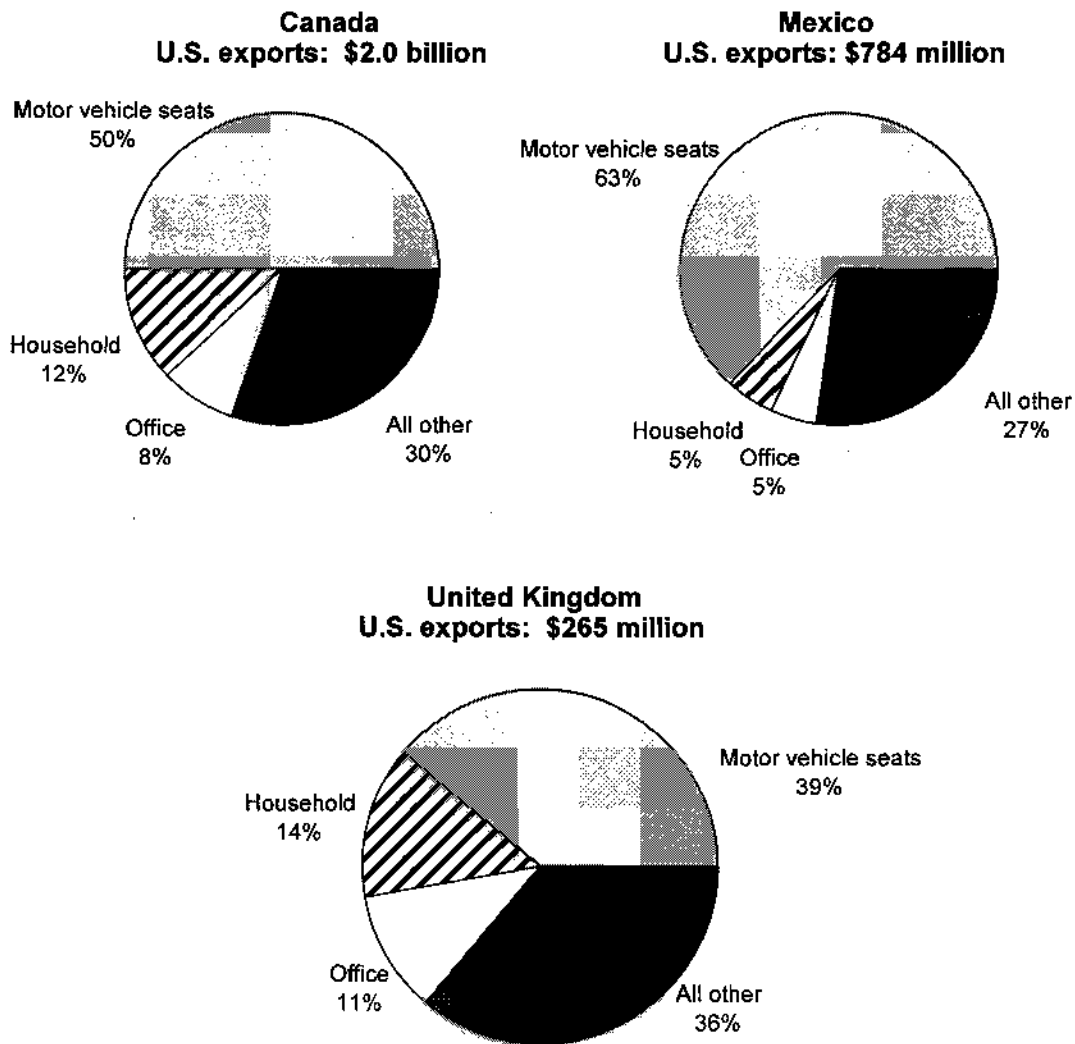 Canada
U.S. exports: $2.0 billion
Motor vehicle seats
50%
Household
12%
Office
8%
All other
30%
Mexico
U.S. exports: $784 million
Motor vehicle seats
63%
Household
5%
Office
5%
All other
27%
United Kingdom
U.S. exports: $265 million
Motor vehicle seats
39%
Household
14%
Office
11%
All other
36%